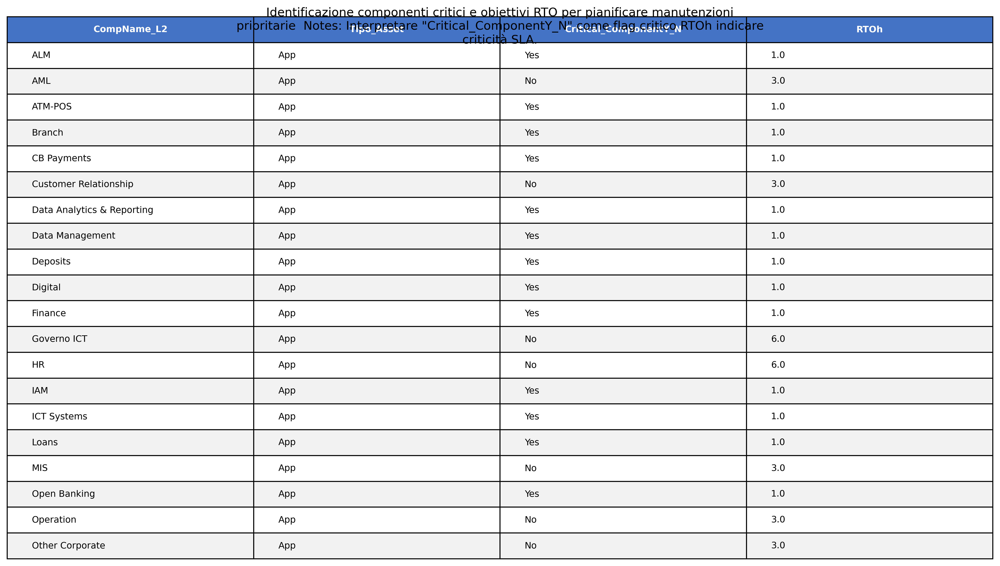 Identificazione componenti critici e obiettivi RTO per pianificare manutenzioni
prioritarie  Notes: Interpretare "Critical_ComponentY_N" come flag critico RTOh indicare
criticità SLA.
CompName_L2 Tipo_Asset Critical_ComponentY_N RTOh
ALM App Yes 1.0
AML App No 3.0
ATM-POS App Yes 1.0
Branch App Yes 1.0
CB Payments App Yes 1.0
Customer Relationship App No 3.0
Data Analytics & Reporting App Yes 1.0
Data Management App Yes 1.0
Deposits App Yes 1.0
Digital App Yes 1.0
Finance App Yes 1.0
Governo ICT App No 6.0
HR App No 6.0
IAM App Yes 1.0
ICT Systems App Yes 1.0
Loans App Yes 1.0
MIS App No 3.0
Open Banking App Yes 1.0
Operation App No 3.0
Other Corporate App No 3.0